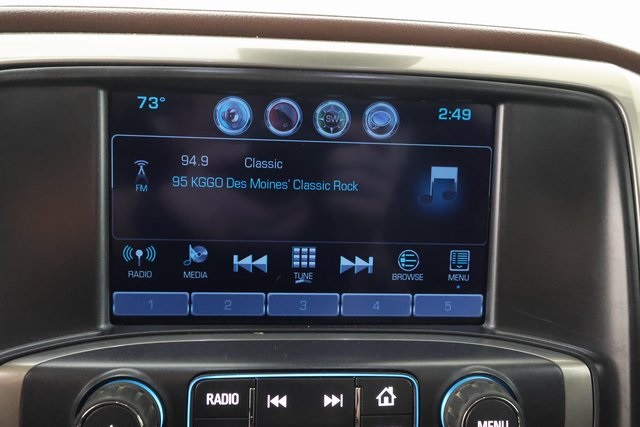 73° 2:49
SW
94.9 Classic
FM 95 KGGO Des Moines' Classic Rock
RADIO MEDIA TUNE BROWSE MENU
1 2 3 4 5
RADIO
MENU